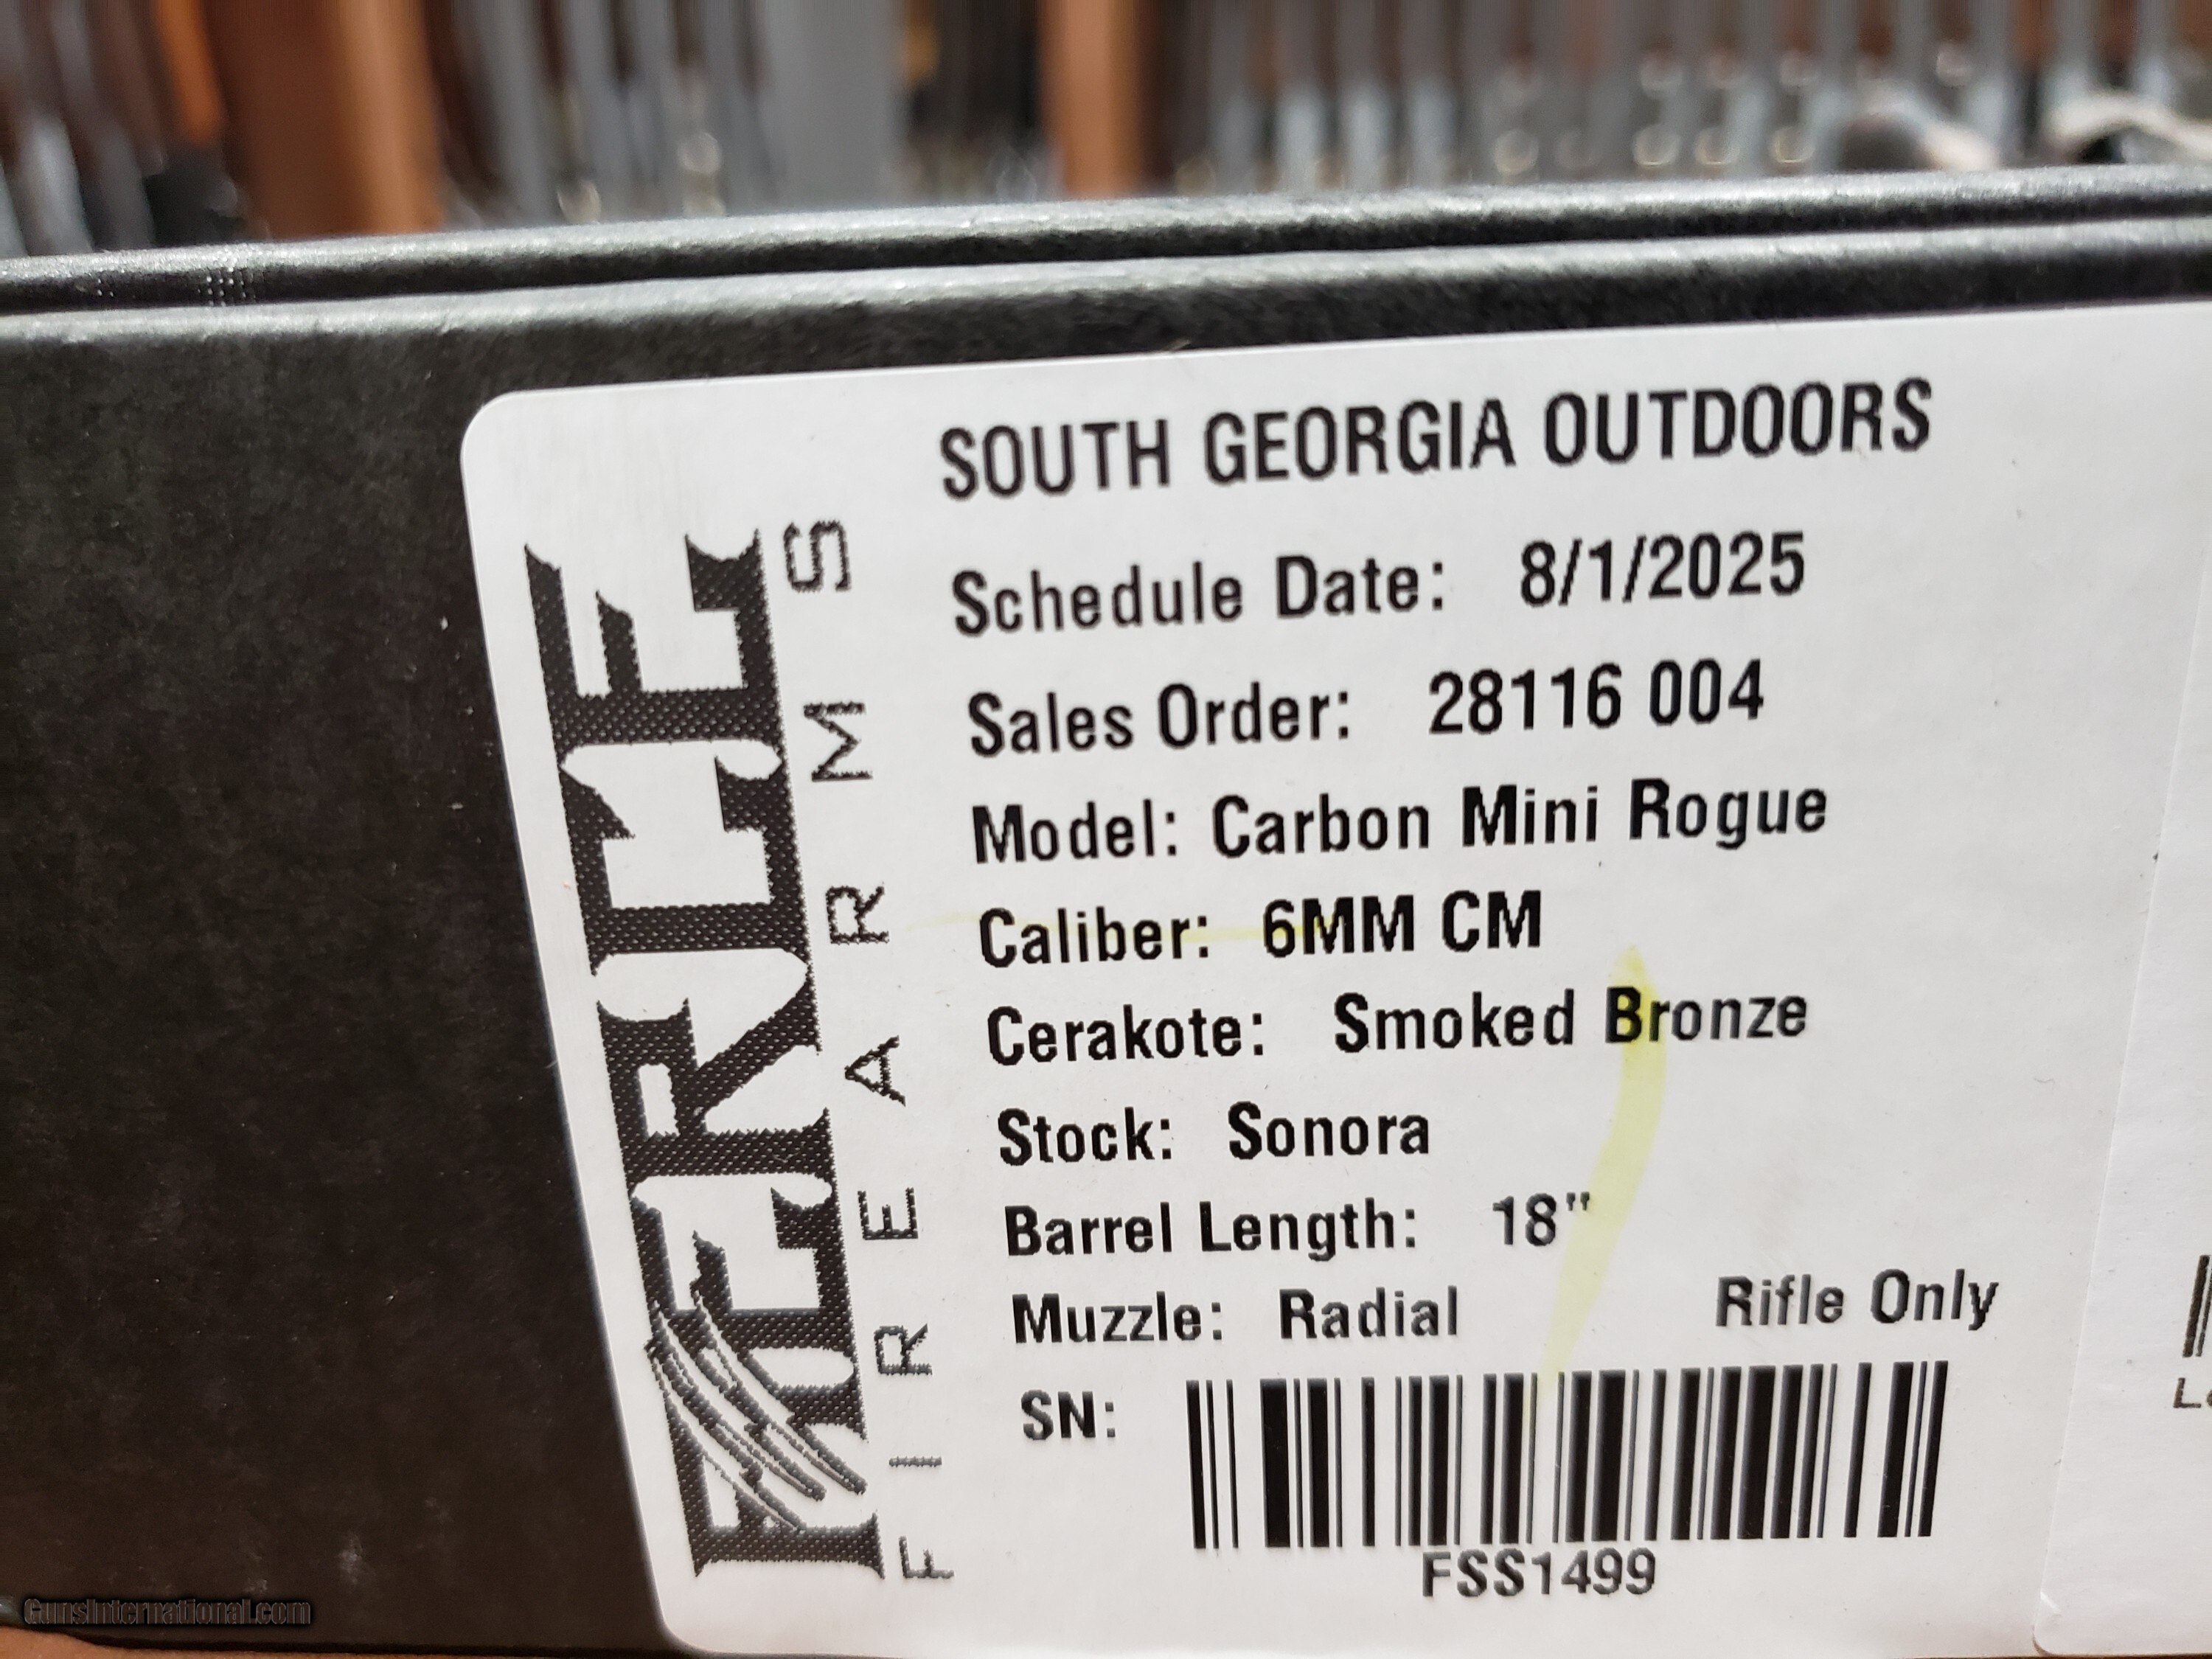 SOUTH GEORGIA OUTDOORS
Schedule Date: 8/1/2025
Sales Order: 28116 004
Model: Carbon Mini Rogue
Caliber: 6MM CM
Cerakote: Smoked Bronze
Stock: Sonora
Barrel Length: 18"
Muzzle: Radial Rifle Only
SN:
FSS1499
FIERCE
FIREARMS
GunsInternational.com